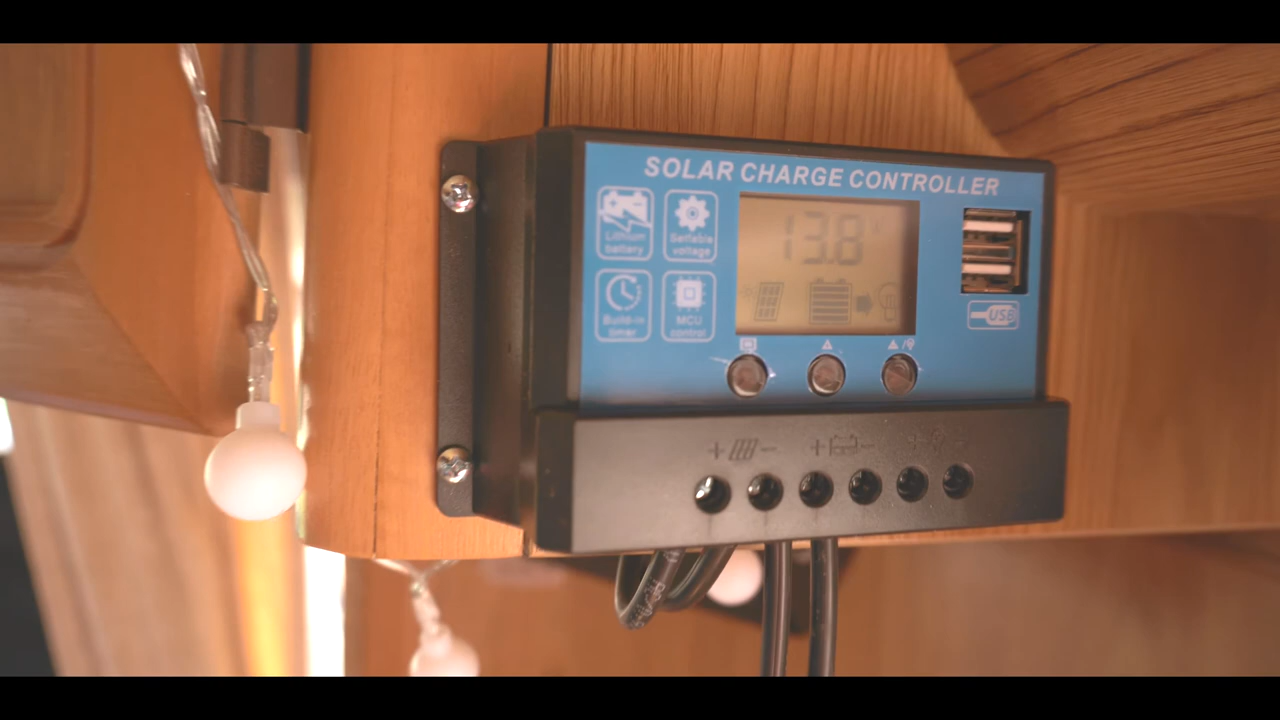 SOLAR CHARGE CONTROLLER
Lithium
battery
Settable
voltage
13.8
V
Build-in
timer
MCU
control
USB
+ -
+ -
+